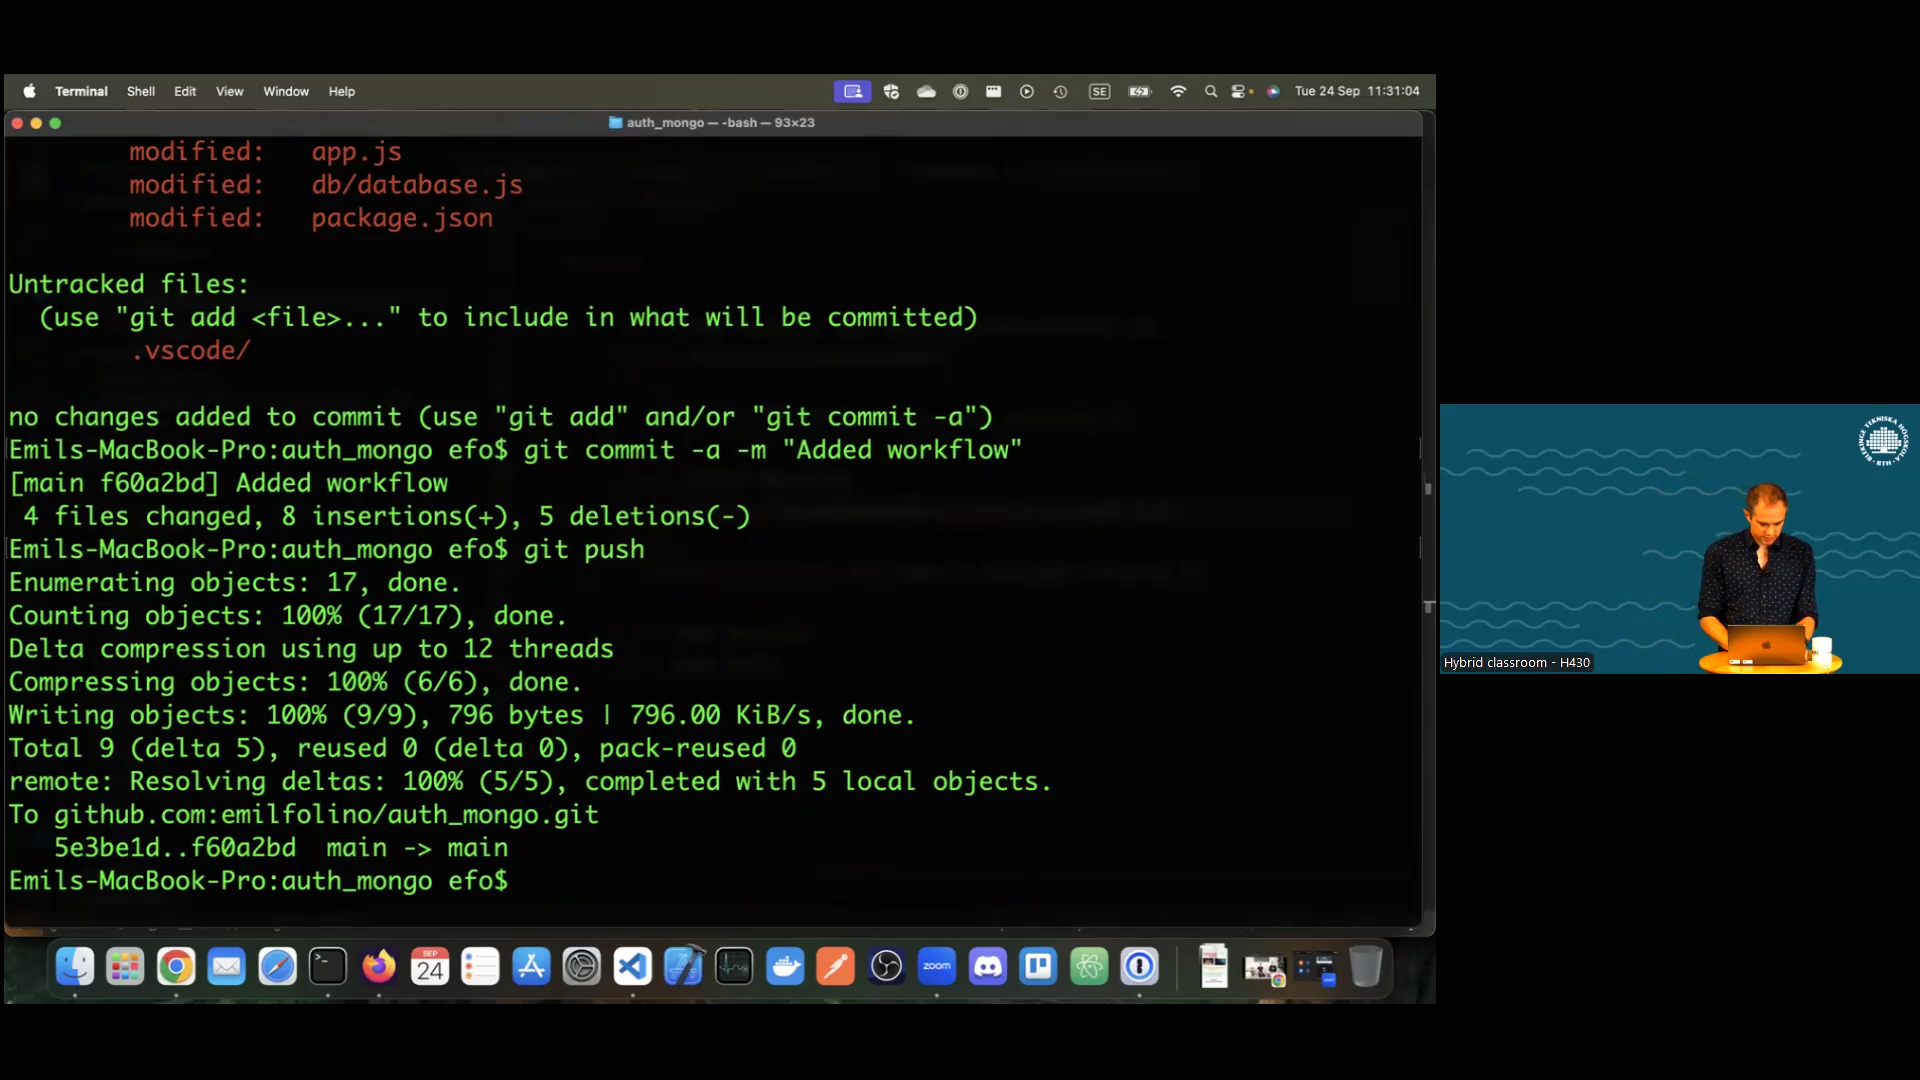 Terminal Shell Edit View Window Help SE Tue 24 Sep 11:31:04
auth_mongo — -bash — 93×23
modified: app.js
modified: db/database.js
modified: package.json
Untracked files:
(use "git add <file>..." to include in what will be committed)
.vscode/
no changes added to commit (use "git add" and/or "git commit -a")
Emils-MacBook-Pro:auth_mongo efo$ git commit -a -m "Added workflow"
[main f60a2bd] Added workflow
4 files changed, 8 insertions(+), 5 deletions(-)
Emils-MacBook-Pro:auth_mongo efo$ git push
Enumerating objects: 17, done.
Counting objects: 100% (17/17), done.
Delta compression using up to 12 threads
Compressing objects: 100% (6/6), done.
Writing objects: 100% (9/9), 796 bytes | 796.00 KiB/s, done.
Total 9 (delta 5), reused 0 (delta 0), pack-reused 0
remote: Resolving deltas: 100% (5/5), completed with 5 local objects.
To github.com:emilfolino/auth_mongo.git
5e3be1d..f60a2bd main -> main
Emils-MacBook-Pro:auth_mongo efo$
SEP
24
zoom
BLEKINGE TEKNISKA HÖGSKOLA
BTH
Hybrid classroom - H430